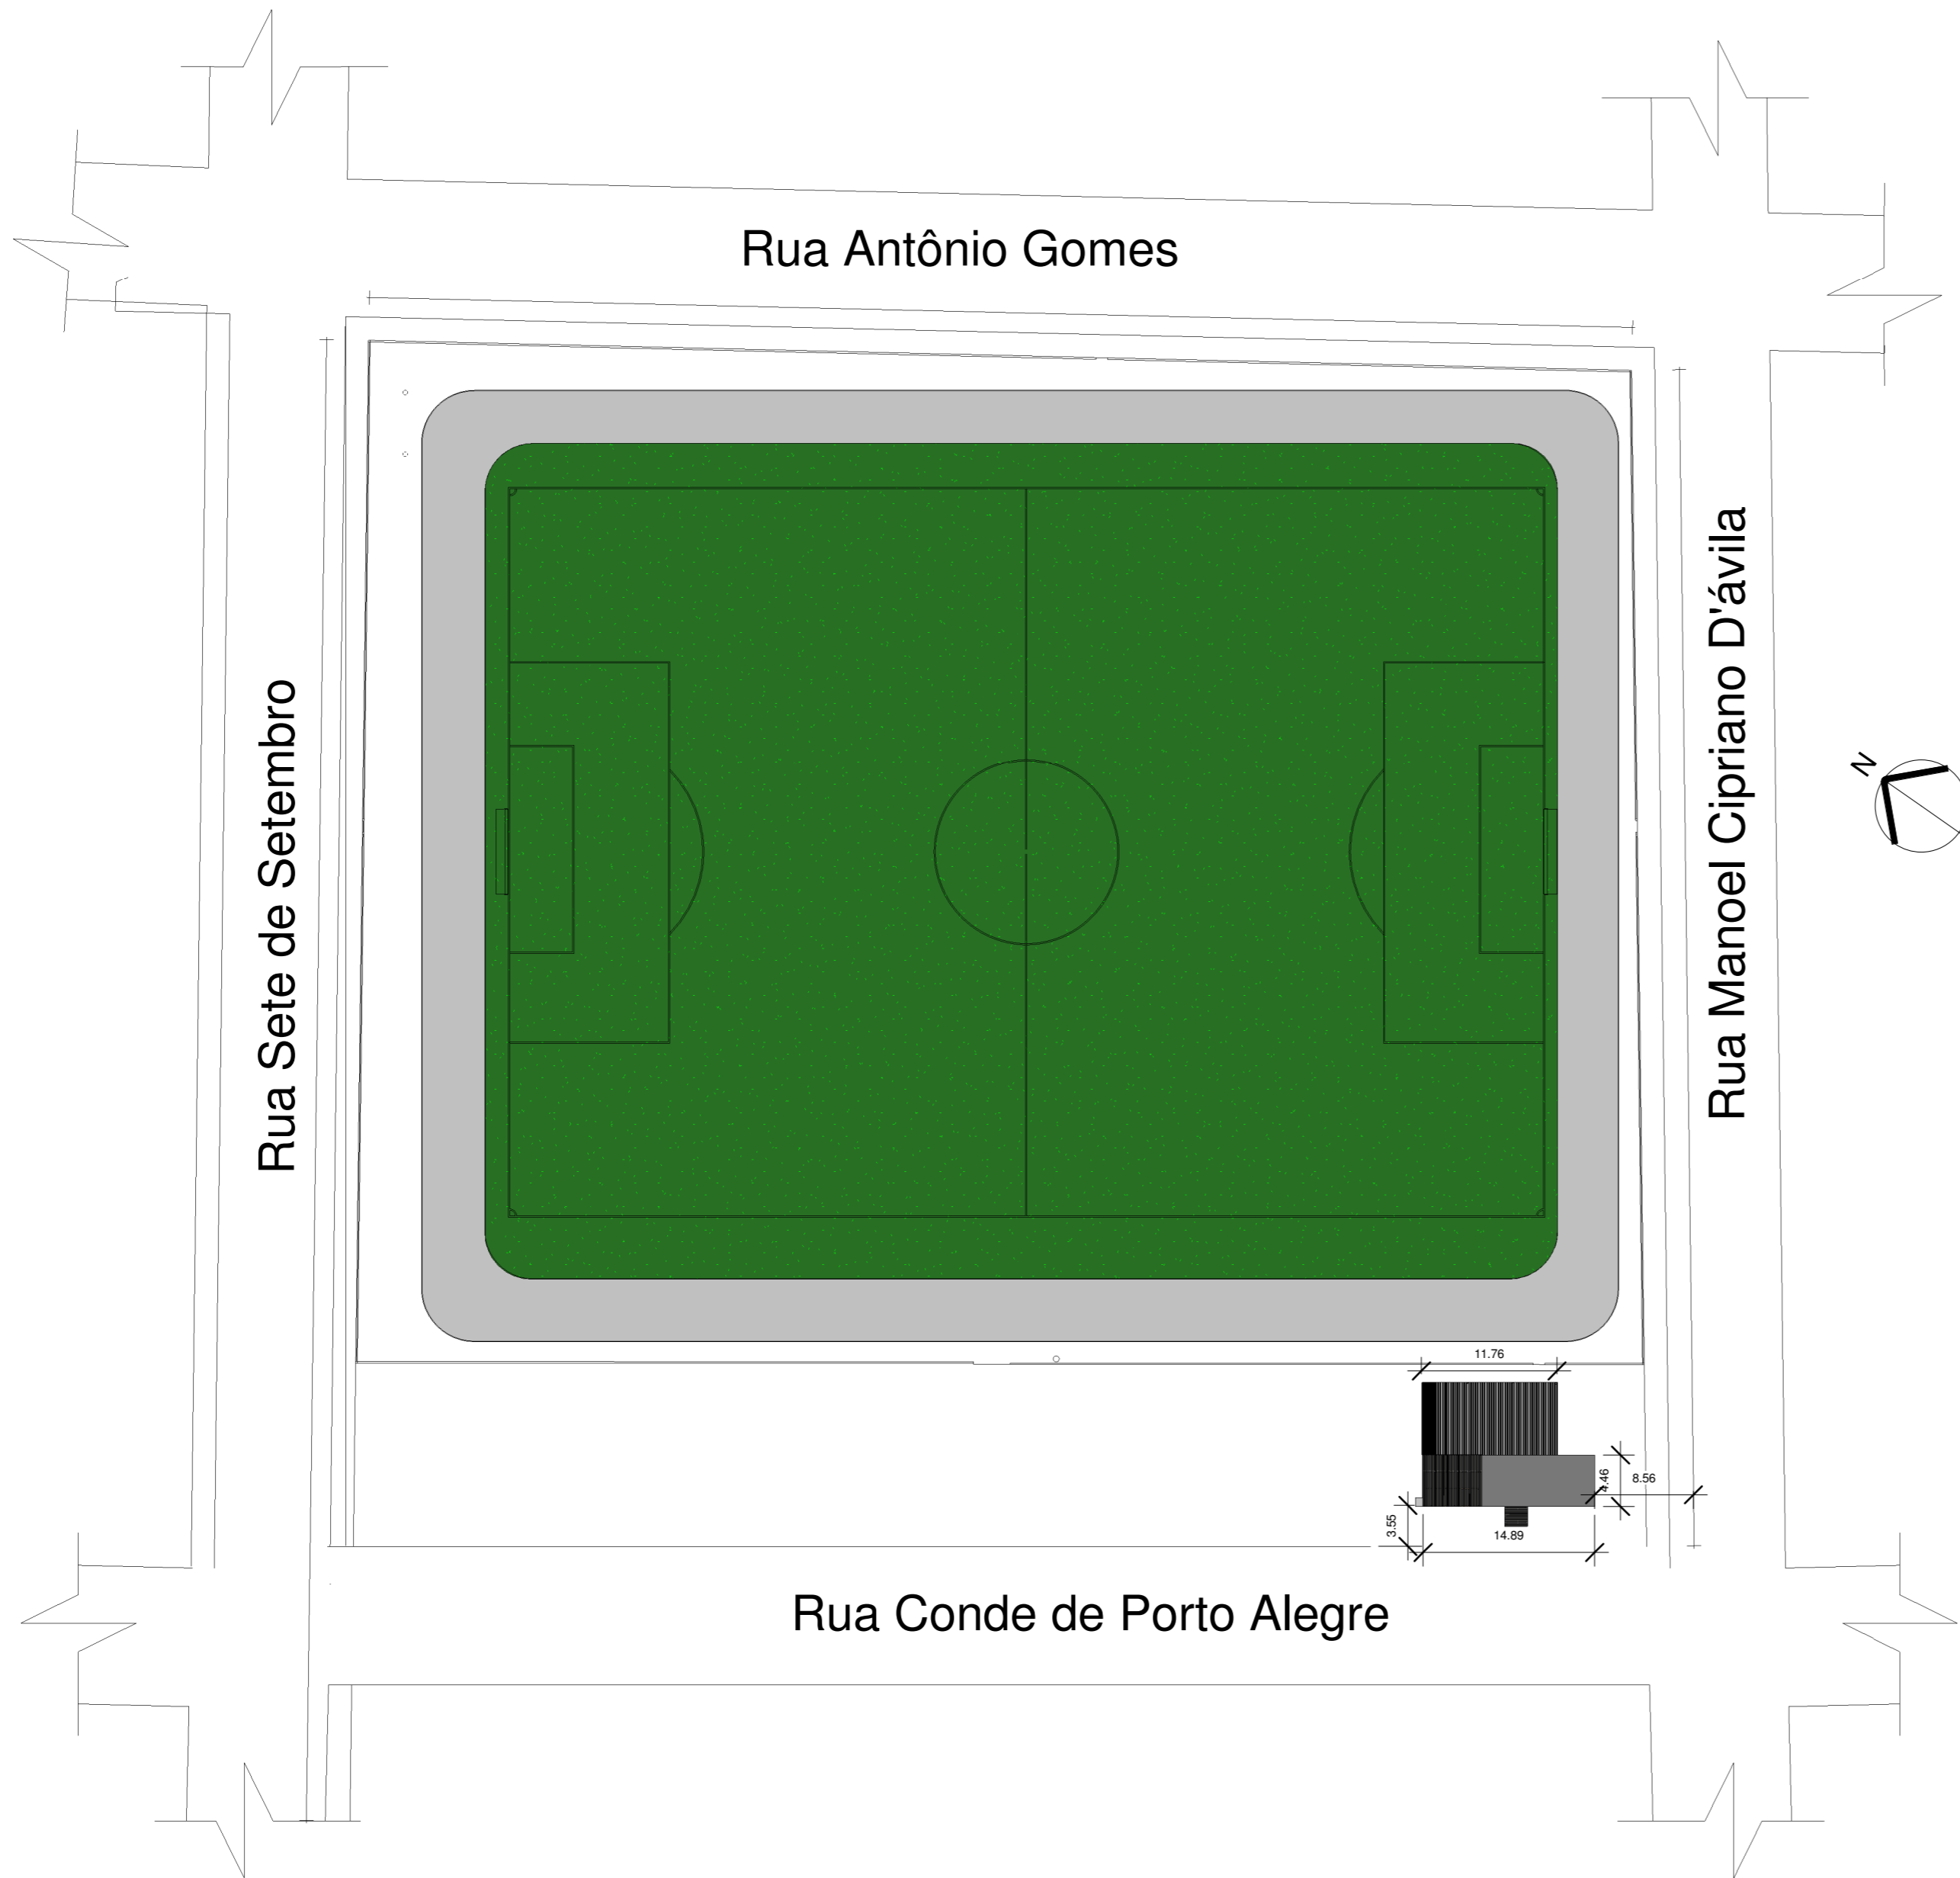 Rua Antônio Gomes
Rua Sete de Setembro
Rua Manoel Cipriano D'ávila
N
11.76
4.46
8.56
3.55
14.89
Rua Conde de Porto Alegre